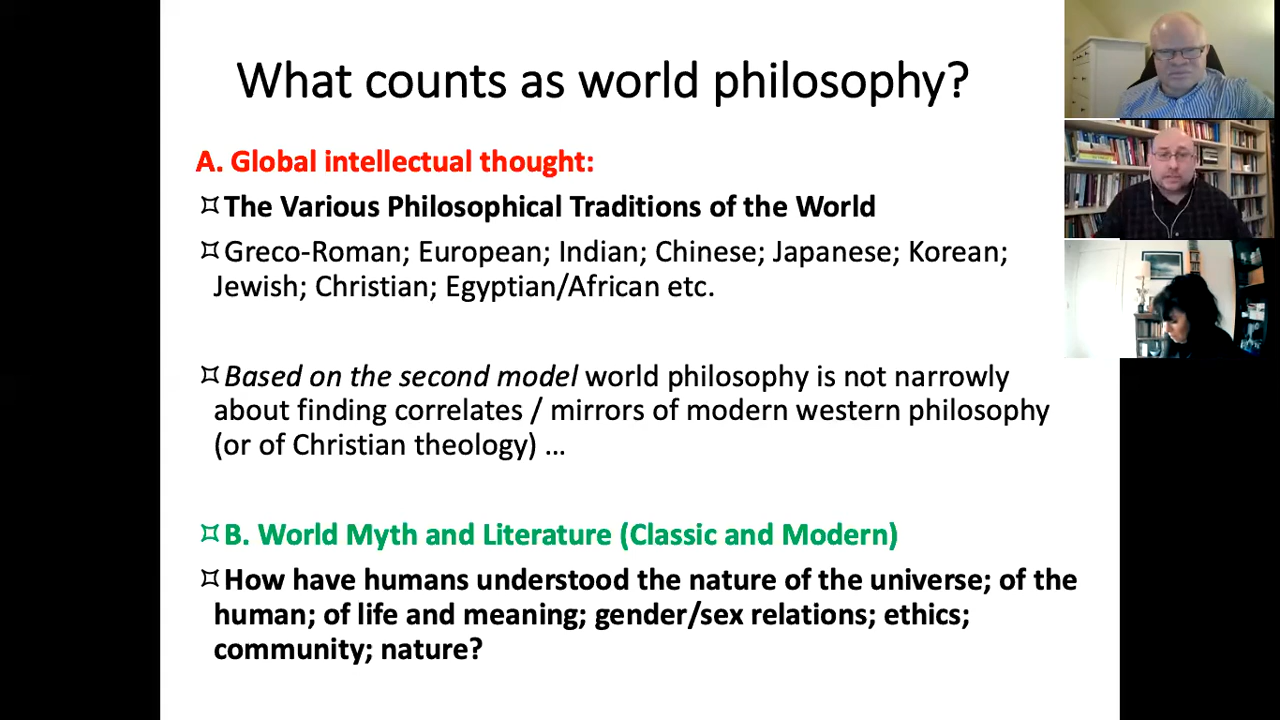 What counts as world philosophy?
A. Global intellectual thought:
The Various Philosophical Traditions of the World
Greco-Roman; European; Indian; Chinese; Japanese; Korean;
Jewish; Christian; Egyptian/African etc.
Based on the second model world philosophy is not narrowly
about finding correlates / mirrors of modern western philosophy
(or of Christian theology) ...
B. World Myth and Literature (Classic and Modern)
How have humans understood the nature of the universe; of the
human; of life and meaning; gender/sex relations; ethics;
community; nature?